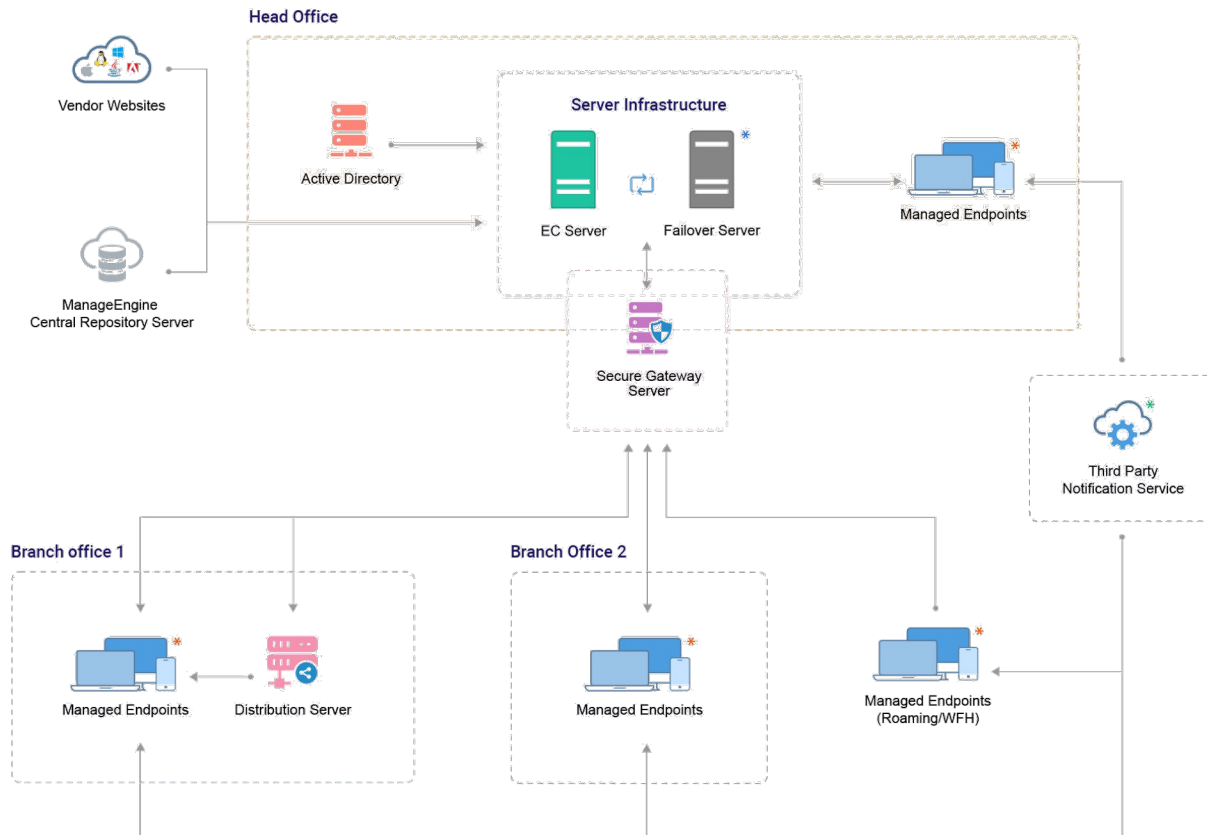 Head Office
Vendor Websites
Server Infrastructure
Active Directory
EC Server
Failover Server
Managed Endpoints
ManageEngine
Central Repository Server
Secure Gateway
Server
Third Party
Notification Service
Branch office 1
Branch Office 2
Managed Endpoints
Distribution Server
Managed Endpoints
Managed Endpoints
(Roaming/WFH)